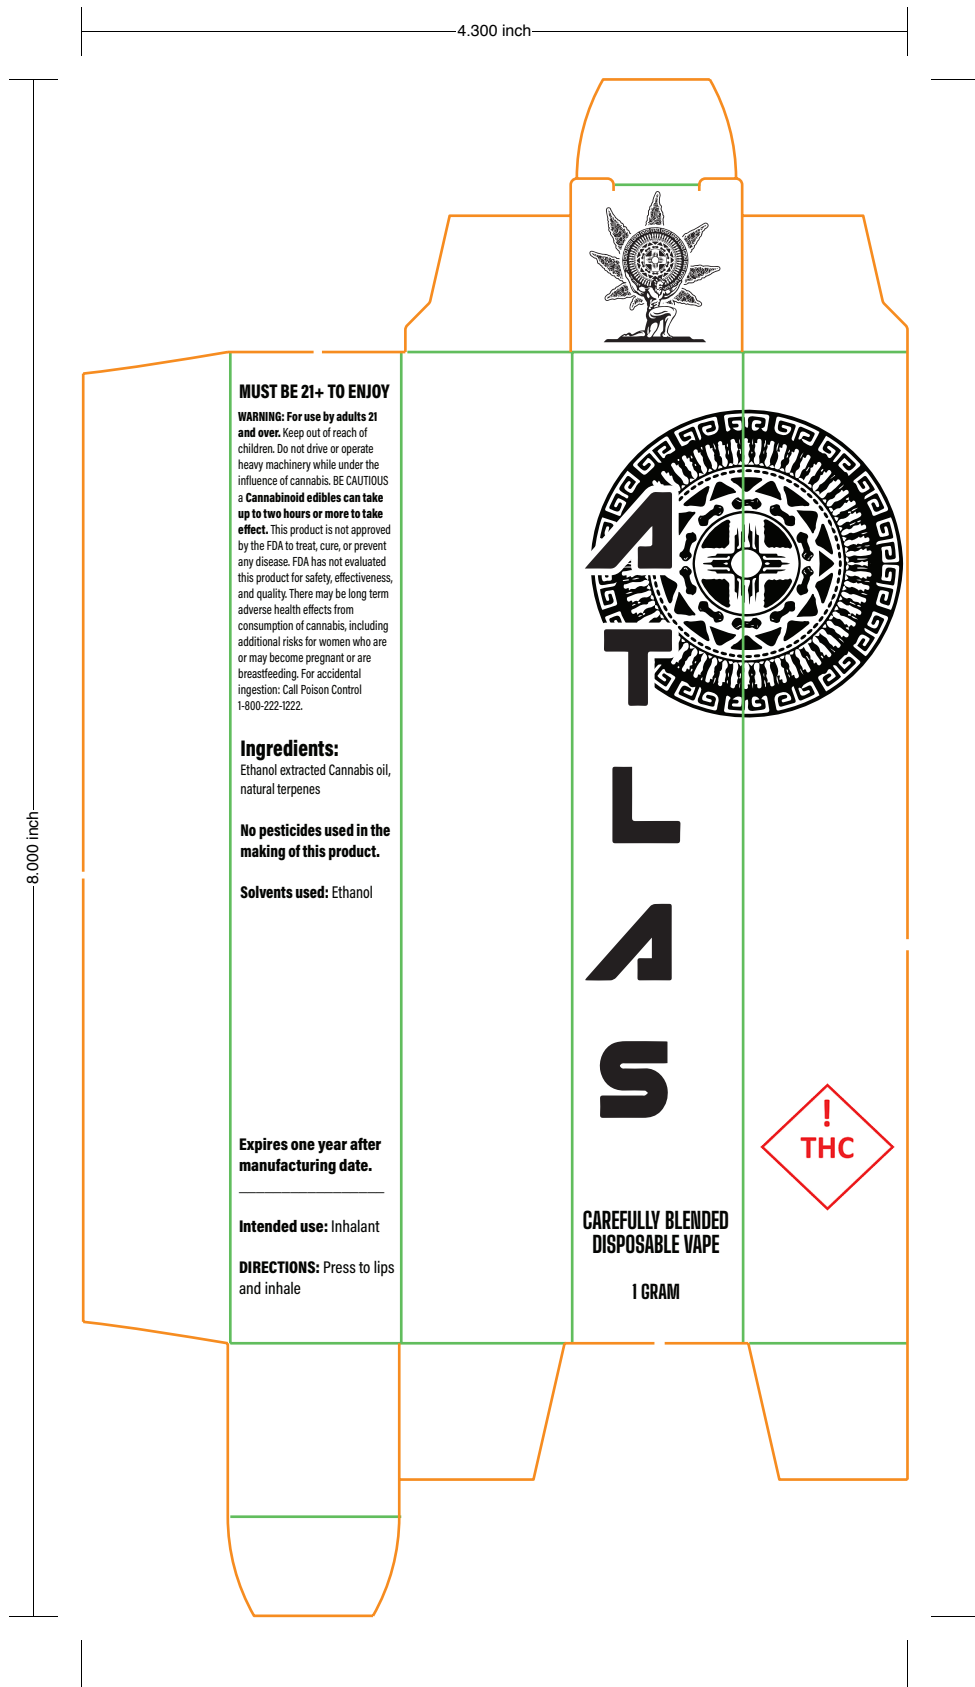 4.300 inch
8.000 inch
MUST BE 21+ TO ENJOY
WARNING: For use by adults 21
and over. Keep out of reach of
children. Do not drive or operate
heavy machinery while under the
influence of cannabis. BE CAUTIOUS
a Cannabinoid edibles can take
up to two hours or more to take
effect. This product is not approved
by the FDA to treat, cure, or prevent
any disease. FDA has not evaluated
this product for safety, effectiveness,
and quality. There may be long term
adverse health effects from
consumption of cannabis, including
additional risks for women who are
or may become pregnant or are
breastfeeding. For accidental
ingestion: Call Poison Control
1-800-222-1222.
Ingredients:
Ethanol extracted Cannabis oil,
natural terpenes
No pesticides used in the
making of this product.
Solvents used: Ethanol
Expires one year after
manufacturing date.
Intended use: Inhalant
DIRECTIONS: Press to lips
and inhale
A
T
L
A
S
CAREFULLY BLENDED
DISPOSABLE VAPE
1 GRAM
!
THC